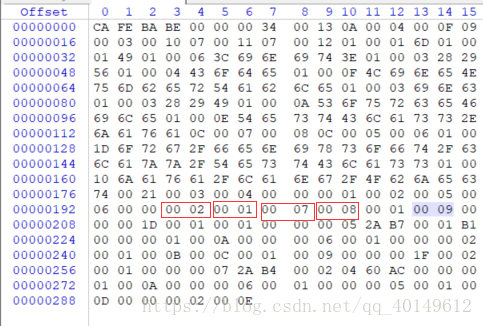 Offset 0 1 2 3 4 5 6 7 8 9 10 11 12 13 14 15
00000000 CA FE BA BE 00 00 00 34 00 13 0A 00 04 00 0F 09
00000016 00 03 00 10 07 00 11 07 00 12 01 00 01 6D 01 00
00000032 01 49 01 00 06 3C 69 6E 69 74 3E 01 00 03 28 29
00000048 56 01 00 04 43 6F 64 65 01 00 0F 4C 69 6E 65 4E
00000064 75 6D 62 65 72 54 61 62 6C 65 01 00 03 69 6E 63
00000080 01 00 03 28 29 49 01 00 0A 53 6F 75 72 63 65 46
00000096 69 6C 65 01 00 0E 54 65 73 74 43 6C 61 73 73 2E
00000112 6A 61 76 61 0C 00 07 00 08 0C 00 05 00 06 01 00
00000128 1D 6F 72 67 2F 66 65 6E 69 78 73 6F 66 74 2F 63
00000144 6C 61 7A 7A 2F 54 65 73 74 43 6C 61 73 73 01 00
00000160 10 6A 61 76 61 2F 6C 61 6E 67 2F 4F 62 6A 65 63
00000176 74 00 21 00 03 00 04 00 00 00 01 00 02 00 05 00
00000192 06 00 00 00 02 00 01 00 07 00 08 00 01 00 09 00
00000208 00 00 1D 00 01 00 01 00 00 00 05 2A B7 00 01 B1
00000224 00 00 00 01 00 0A 00 00 00 06 00 01 00 00 00 02
00000240 00 01 00 0B 00 0C 00 01 00 09 00 00 00 1F 00 02
00000256 00 01 00 00 00 07 2A B4 00 02 04 60 AC 00 00 00
00000272 01 00 0A 00 00 00 06 00 01 00 00 00 05 00 01 00
00000288 0D 00 00 00 02 00 0E
https://blog.csdn.net/qq_40149612